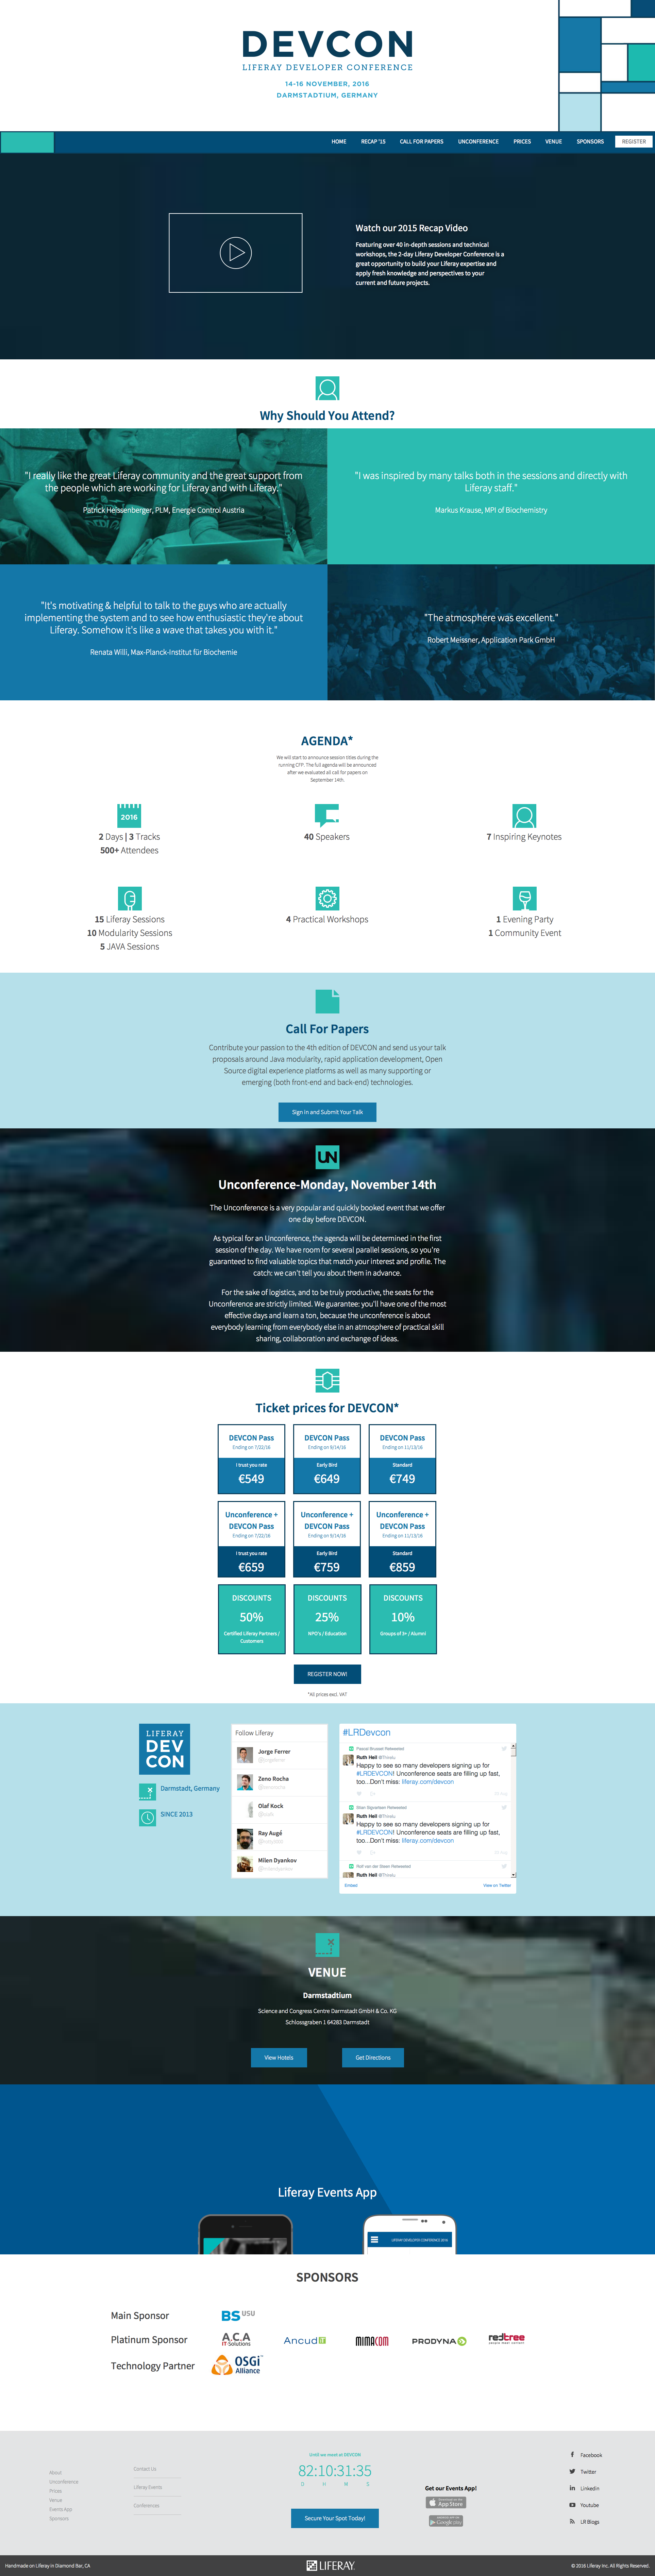 DEVCON
LIFERAY DEVELOPER CONFERENCE
14-16 NOVEMBER, 2016
DARMSTADTIUM, GERMANY
HOME RECAP '15 CALL FOR PAPERS UNCONFERENCE PRICES VENUE SPONSORS REGISTER
Watch our 2015 Recap Video
Featuring over 40 in-depth sessions and technical
workshops, the 2-day Liferay Developer Conference is a
great opportunity to build your Liferay expertise and
apply fresh knowledge and perspectives to your
current and future projects.
Why Should You Attend?
"I really like the great Liferay community and the great support from
the people which are working for Liferay and with Liferay."
Patrick Heissenberger, PLM, Energie Control Austria
"I was inspired by many talks both in the sessions and directly with
Liferay staff."
Markus Krause, MPI of Biochemistry
"It's motivating & helpful to talk to the guys who are actually
implementing the system and to see how enthusiastic they're about
Liferay. Somehow it's like a wave that takes you with it."
Renata Willi, Max-Planck-Institut für Biochemie
"The atmosphere was excellent."
Robert Meissner, Application Park GmbH
AGENDA*
We will start to announce session titles during the
running CFP. The full agenda will be announced
after we evaluated all call for papers on
September 14th.
2016
2 Days | 3 Tracks
500+ Attendees
40 Speakers
7 Inspiring Keynotes
15 Liferay Sessions
10 Modularity Sessions
5 JAVA Sessions
4 Practical Workshops
1 Evening Party
1 Community Event
Call For Papers
Contribute your passion to the 4th edition of DEVCON and send us your talk
proposals around Java modularity, rapid application development, Open
Source digital experience platforms as well as many supporting or
emerging (both front-end and back-end) technologies.
Sign in and Submit Your Talk
UN
Unconference-Monday, November 14th
The Unconference is a very popular and quickly booked event that we offer
one day before DEVCON.
As typical for an Unconference, the agenda will be determined in the first
session of the day. We have room for several parallel sessions, so you're
guaranteed to find valuable topics that match your interest and profile. The
catch: we can't tell you about them in advance.
For the sake of logistics, and to be truly productive, the seats for the
Unconference are strictly limited. We guarantee: you'll have one of the most
effective days and learn a ton, because the unconference is about
everybody learning from everybody else in an atmosphere of practical skill
sharing, collaboration and exchange of ideas.
Ticket prices for DEVCON*
DEVCON Pass
Ending on 7/22/16
I trust you rate
€549
DEVCON Pass
Ending on 9/14/16
Early Bird
€649
DEVCON Pass
Ending on 11/13/16
Standard
€749
Unconference +
DEVCON Pass
Ending on 7/22/16
I trust you rate
€659
Unconference +
DEVCON Pass
Ending on 9/14/16
Early Bird
€759
Unconference +
DEVCON Pass
Ending on 11/13/16
Standard
€859
DISCOUNTS
50%
Certified Liferay Partners /
Customers
DISCOUNTS
25%
NPO's / Education
DISCOUNTS
10%
Groups of 3+ / Alumni
REGISTER NOW!
*All prices excl. VAT
LIFERAY
DEV
CON
Darmstadt, Germany
SINCE 2013
Follow Liferay
Jorge Ferrer
Zeno Rocha
Olaf Kock
Ray Augé
Milen Dyankov
#LRDevcon
Pascal Brusser Retweeted
Ruth Heil
Happy to see so many developers signing up for
#LRDEVCON! Unconference seats are filling up fast,
too...Don't miss: liferay.com/devcon
Ruth Heil
Happy to see so many developers signing up for
#LRDEVCON! Unconference seats are filling up fast,
too...Don't miss: liferay.com/devcon
Rolf van der Steen Retweeted
Ruth Heil
Embed
View on Twitter
VENUE
Darmstadtium
Science and Congress Centre Darmstadt GmbH & Co. KG
Schlossgraben 1 64283 Darmstadt
View Hotels
Get Directions
Liferay Events App
LIFERAY DEVELOPER CONFERENCE 2016
SPONSORS
Main Sponsor
BS USU
Platinum Sponsor
A.C.A
IT-Solutions
Ancud IT
mimacom
PRODYNA
redtree
Technology Partner
OSGi
Alliance
About
Unconference
Prices
Venue
Events App
Sponsors
Contact Us
Liferay Events
Conferences
Until we meet at DEVCON
82:10:31:35
D H M S
Secure Your Spot Today!
Get our Events App!
App Store
Google play
Facebook
Twitter
LinkedIn
Youtube
LR Blogs
Handmade on Liferay in Diamond Bar, CA
LIFERAY.
© 2016 Liferay Inc. All Rights Reserved.